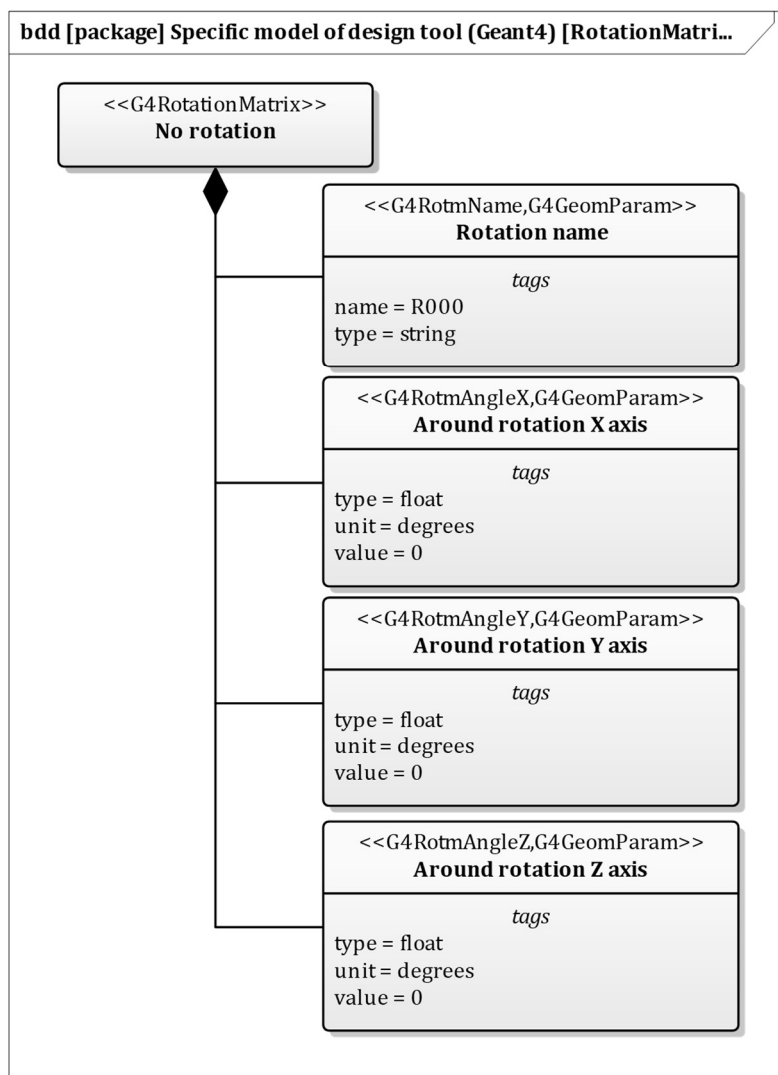 bdd [package] Specific model of design tool (Geant4) [RotationMatri...
<<G4RotationMatrix>>
No rotation
<<G4RotmName,G4GeomParam>>
Rotation name
tags
name = R000
type = string
<<G4RotmAngleX,G4GeomParam>>
Around rotation X axis
tags
type = float
unit = degrees
value = 0
<<G4RotmAngleY,G4GeomParam>>
Around rotation Y axis
tags
type = float
unit = degrees
value = 0
<<G4RotmAngleZ,G4GeomParam>>
Around rotation Z axis
tags
type = float
unit = degrees
value = 0